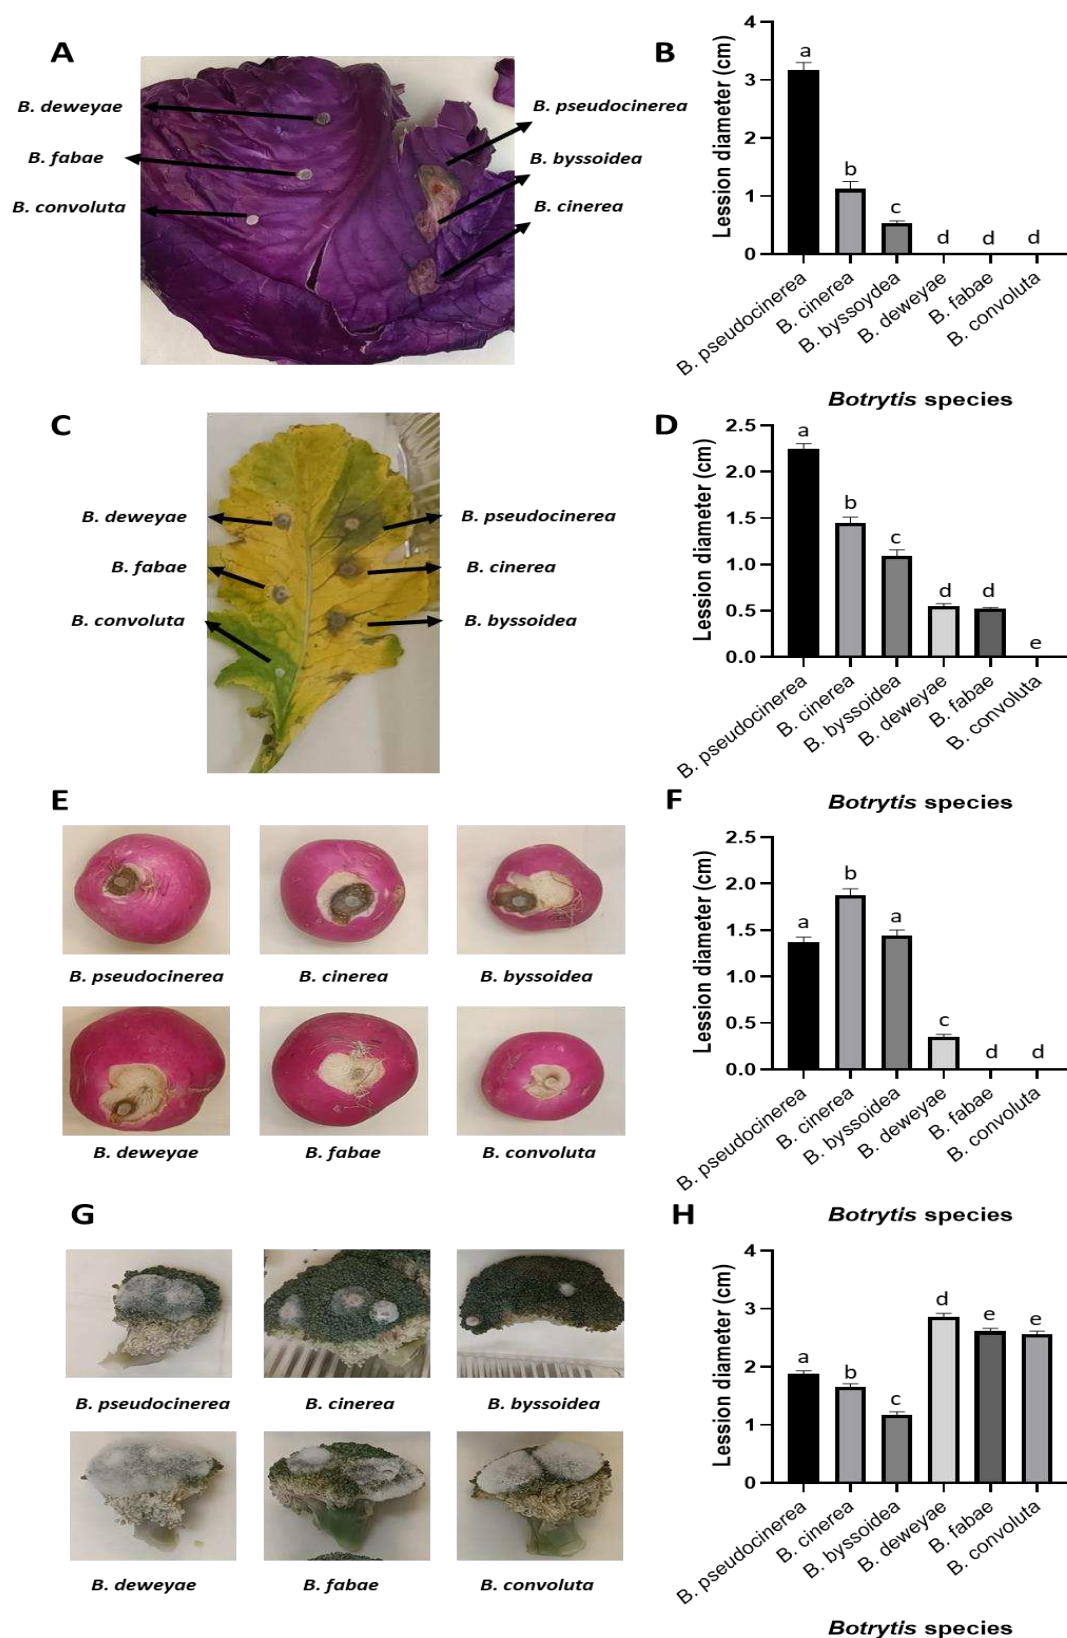 A
B. deweyae
B. fabae
B. convoluta
B. pseudocinerea
B. byssoidea
B. cinerea
B
Lession diameter (cm)
4
3
2
1
0
a
b
c
d
d
d
B. pseudocinerea
B. cinerea
B. byssoydea
B. deweyae
B. fabae
B. convoluta
Botrytis species
C
B. deweyae
B. fabae
B. convoluta
B. pseudocinerea
B. cinerea
B. byssoidea
D
Lession diameter (cm)
2.5
2.0
1.5
1.0
0.5
0.0
a
b
c
d
d
e
B. pseudocinerea
B. cinerea
B. byssoidea
B. deweyae
B. fabae
B. convoluta
Botrytis species
E
B. pseudocinerea
B. cinerea
B. byssoidea
B. deweyae
B. fabae
B. convoluta
F
Lession diameter (cm)
2.5
2.0
1.5
1.0
0.5
0.0
a
b
a
c
d
d
B. pseudocinerea
B. cinerea
B. byssoidea
B. deweyae
B. fabae
B. convoluta
Botrytis species
G
B. pseudocinerea
B. cinerea
B. byssoidea
B. deweyae
B. fabae
B. convoluta
H
Lession diameter (cm)
4
3
2
1
0
a
b
c
d
e
e
B. pseudocinerea
B. cinerea
B. byssoidea
B. deweyae
B. fabae
B. convoluta
Botrytis species